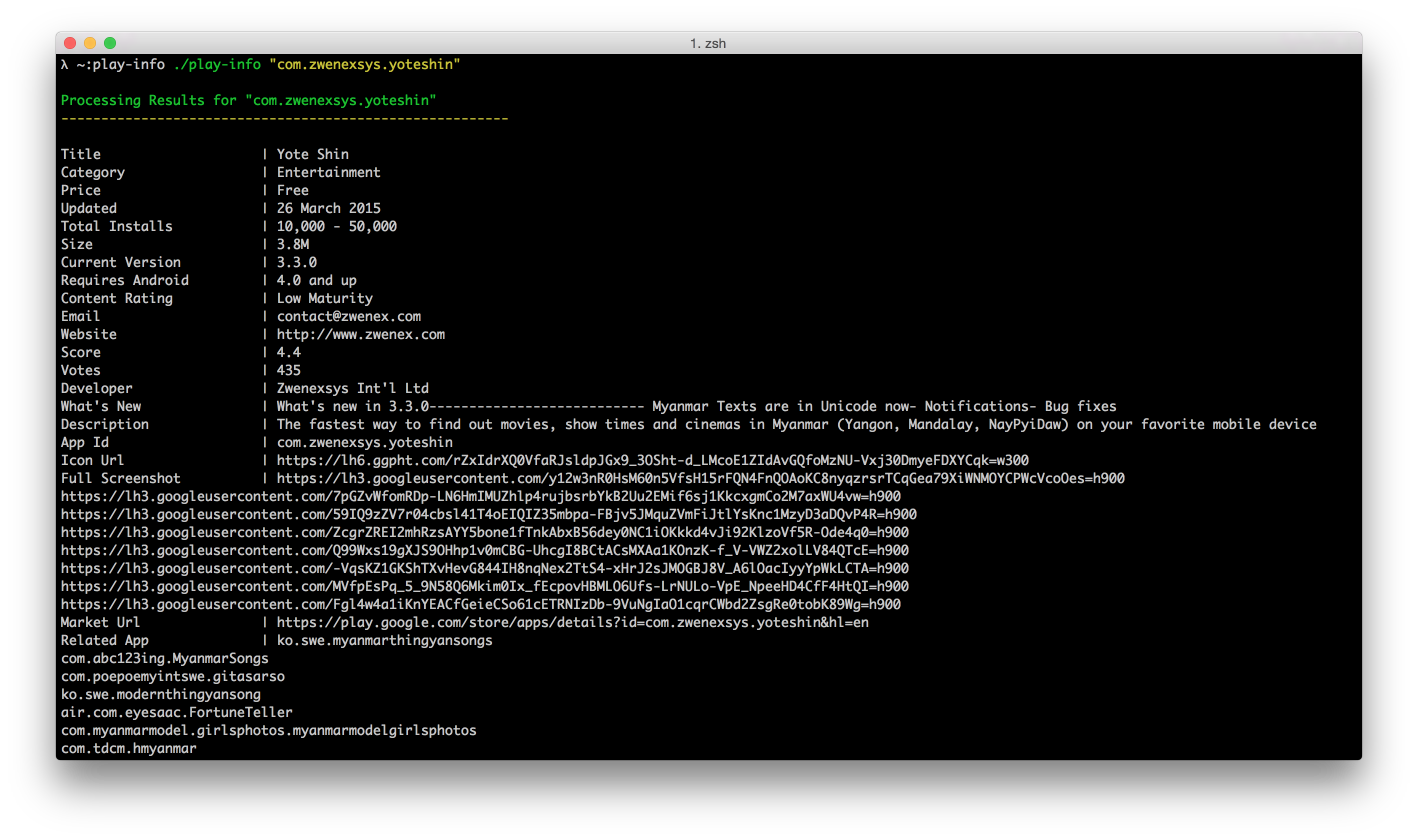 1. zsh
λ ~:play-info ./play-info "com.zwenexsys.yoteshin"
Processing Results for "com.zwenexsys.yoteshin"
--------------------------------------------------------
Title | Yote Shin
Category | Entertainment
Price | Free
Updated | 26 March 2015
Total Installs | 10,000 - 50,000
Size | 3.8M
Current Version | 3.3.0
Requires Android | 4.0 and up
Content Rating | Low Maturity
Email | contact@zwenex.com
Website | http://www.zwenex.com
Score | 4.4
Votes | 435
Developer | Zwenexsys Int'l Ltd
What's New | What's new in 3.3.0--------------------------- Myanmar Texts are in Unicode now- Notifications- Bug fixes
Description | The fastest way to find out movies, show times and cinemas in Myanmar (Yangon, Mandalay, NayPyiDaw) on your favorite mobile device
App Id | com.zwenexsys.yoteshin
Icon Url | https://lh6.ggpht.com/rZxIdrXQ0VfaRJsldpJGx9_3OSht-d_LMcoE1ZIdAvGQfoMzNU-Vxj30DmyeFDXYCqk=w300
Full Screenshot | https://lh3.googleusercontent.com/y12w3nR0HsM60n5VfsH15rFQN4FnQOAoKC8nyqzrsrTCqGea79XiWNMOYCPWcVcoOes=h900
https://lh3.googleusercontent.com/7pGZvWfomRDp-LN6HmIMUZhlp4rujbsrbYkB2Uu2EMif6sj1KkcxgmCo2M7axWU4vw=h900
https://lh3.googleusercontent.com/59IQ9zZV7r04cbsl41T4oEIQIZ35mbpa-FBjv5JMquZVmFiJtlYsKnc1MzyD3aDQvP4R=h900
https://lh3.googleusercontent.com/ZcgrZREI2mhRzsAYY5bone1fTnkAbxB56dey0NC1iOKkkd4vJi92KlzoVf5R-Ode4q0=h900
https://lh3.googleusercontent.com/Q99Wxs19gXJS9OHhp1v0mCBG-UhcgI8BCtACsMXAa1KOnzK-f_V-VWZ2xolLV84QTcE=h900
https://lh3.googleusercontent.com/-VqsKZ1GKShTXvHevG844IH8nqNex2TtS4-xHrJ2sJMOGBJ8V_A6lOacIyyYpWkLCTA=h900
https://lh3.googleusercontent.com/MVfpEsPq_5_9N58Q6Mkim0Ix_fEcpovHBMLO6Ufs-LrNULo-VpE_NpeeHD4CfF4HtQI=h900
https://lh3.googleusercontent.com/Fgl4w4a1iKnYEACfGeieCSo61cETRNIzDb-9VuNgIaO1cqrCWbd2ZsgRe0tobK89Wg=h900
Market Url | https://play.google.com/store/apps/details?id=com.zwenexsys.yoteshin&hl=en
Related App | ko.swe.myanmarthingyansongs
com.abc123ing.MyanmarSongs
com.poepoemyintswe.gitasarso
ko.swe.modernthingyansong
air.com.eyesaac.FortuneTeller
com.myanmarmodel.girlsphotos.myanmarmodelgirlsphotos
com.tdcm.hmyanmar